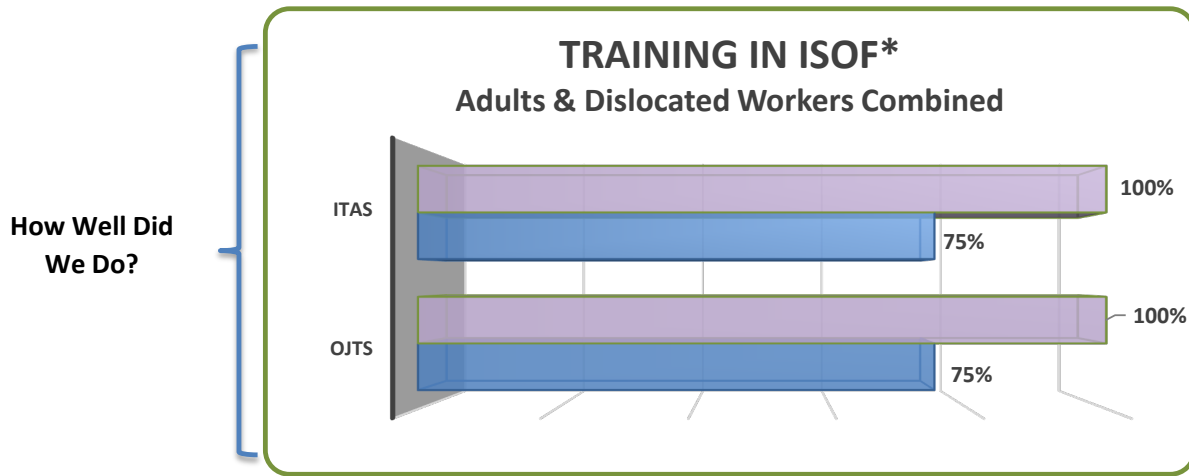 TRAINING IN ISOF*
Adults & Dislocated Workers Combined
How Well Did
We Do?
ITAS
100%
75%
OJTS
100%
75%